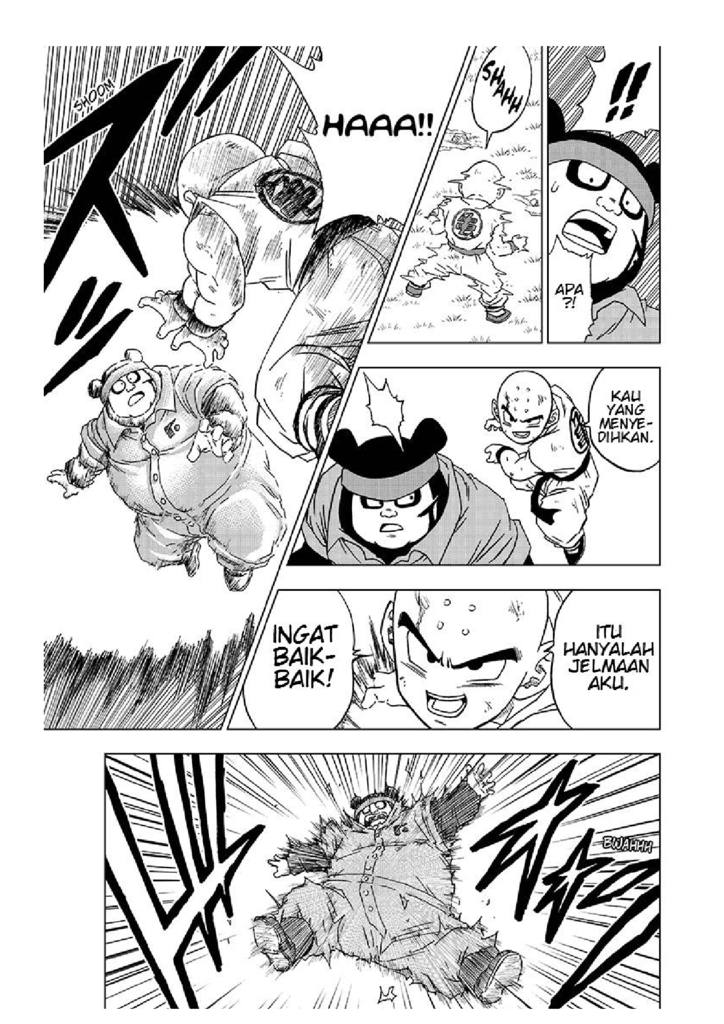 !!
APA
?!
SHAHH
HAAA!!
SHOOM
KAU
YANG
MENYE-
DIHKAN.
ITU
HANYALAH
JELMAAN
AKU.
INGAT
BAIK-
BAIK!
BWAHHH